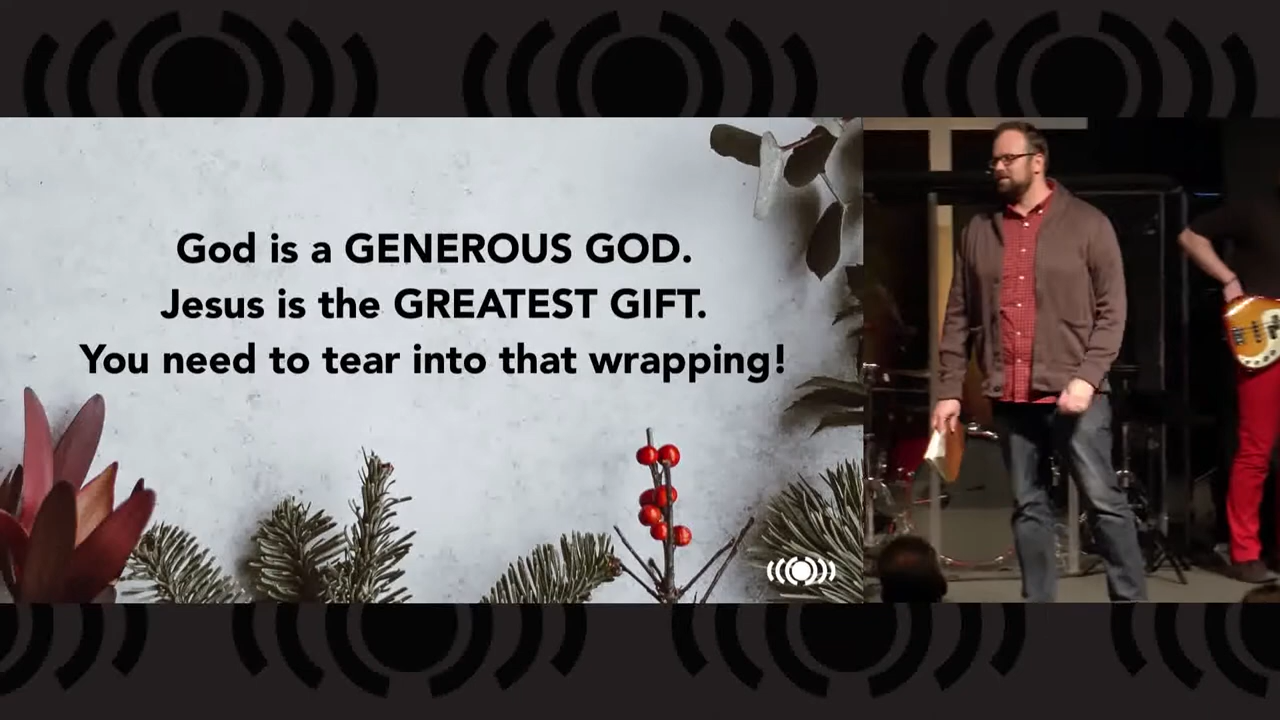 God is a GENEROUS GOD.
Jesus is the GREATEST GIFT.
You need to tear into that wrapping!